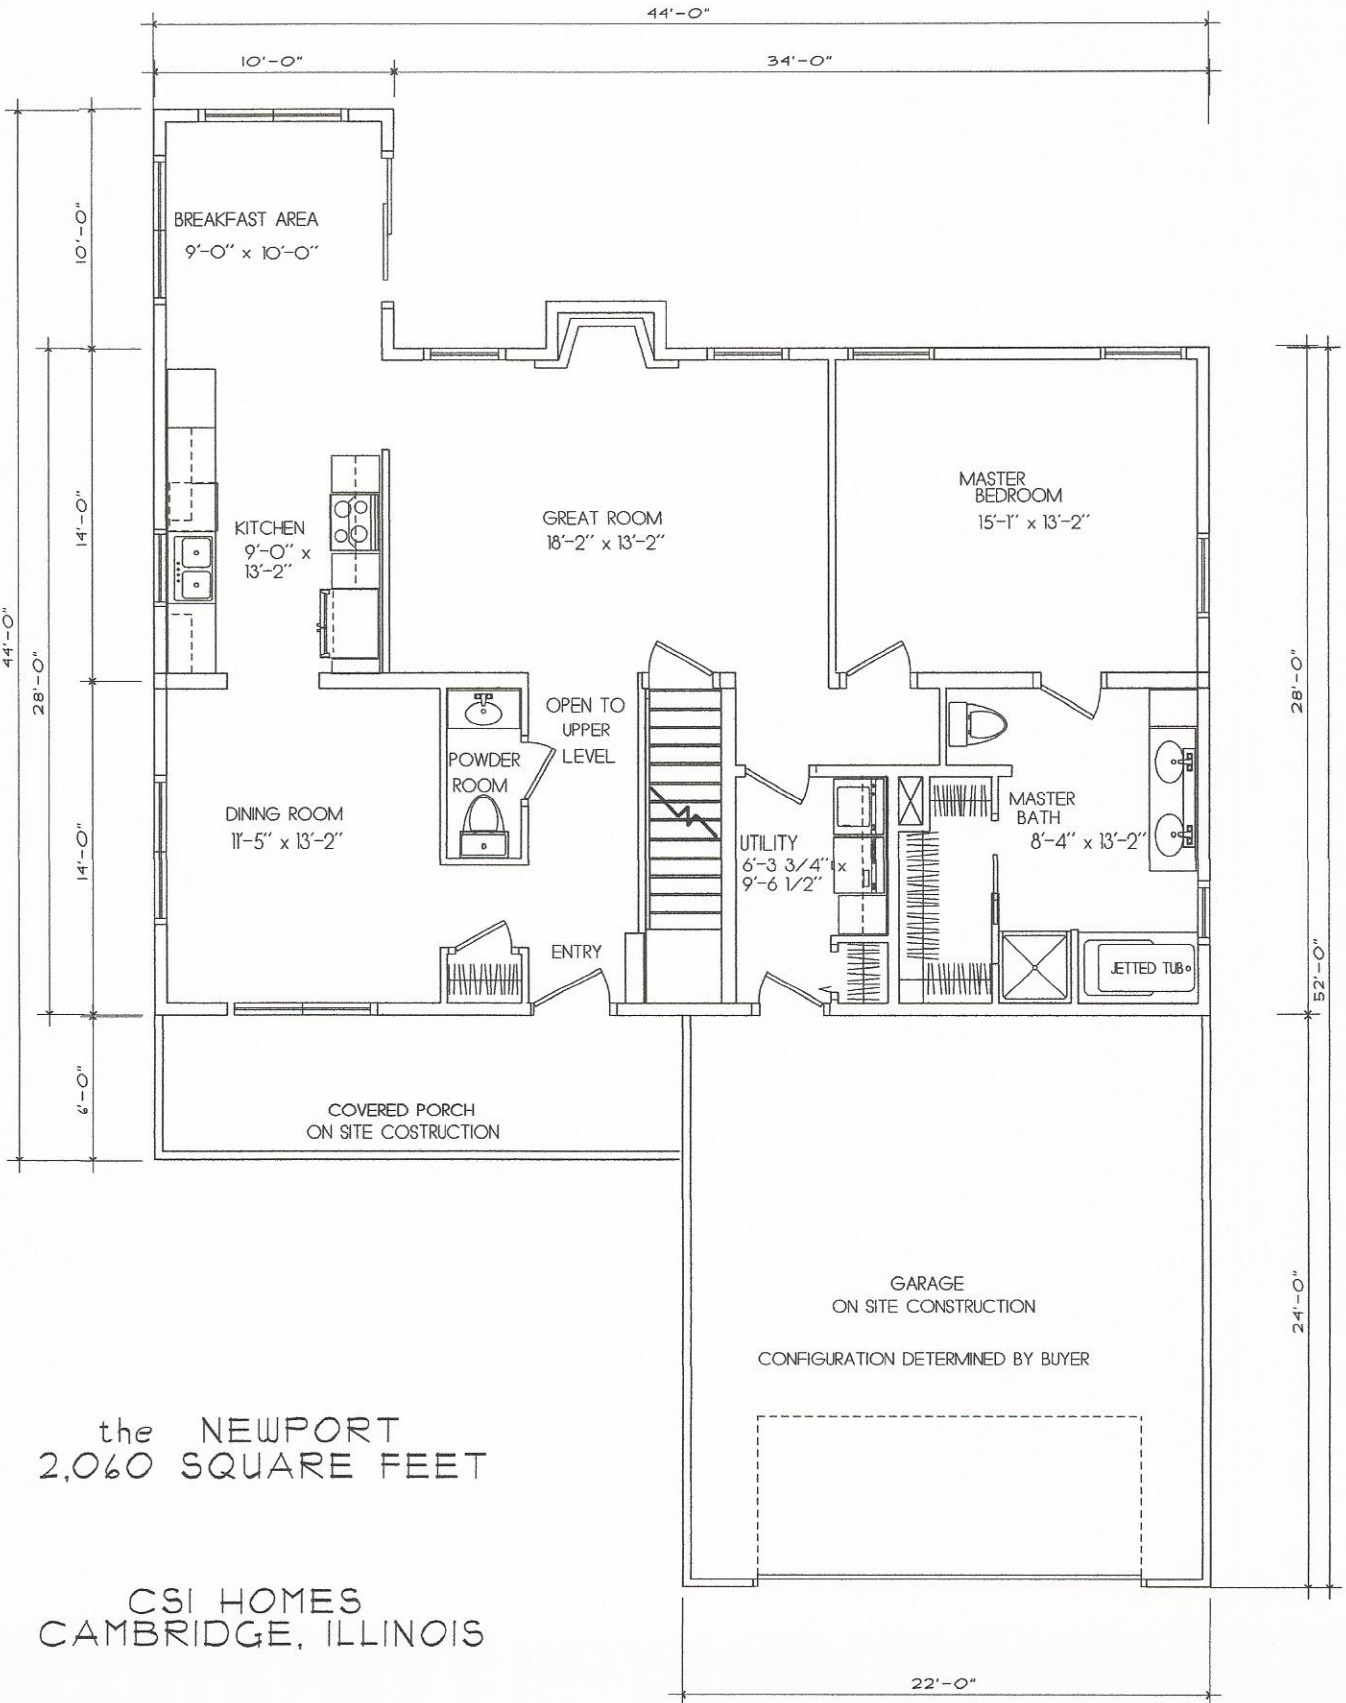 44'-0"
10'-0"
34'-0"
BREAKFAST AREA
9'-0" x 10'-0"
10'-0"
44'-0"
28'-0"
14'-0"
14'-0"
6'-0"
KITCHEN
9'-0" x
13'-2"
GREAT ROOM
18'-2" x 13'-2"
MASTER
BEDROOM
15'-1" x 13'-2"
OPEN TO
UPPER
LEVEL
POWDER
ROOM
DINING ROOM
11'-5" x 13'-2"
UTILITY
6'-3 3/4" x
9'-6 1/2"
MASTER
BATH
8'-4" x 13'-2"
ENTRY
JETTED TUB
28'-0"
52'-0"
24'-0"
COVERED PORCH
ON SITE COSTRUCTION
GARAGE
ON SITE CONSTRUCTION
CONFIGURATION DETERMINED BY BUYER
the NEWPORT
2,060 SQUARE FEET
CSI HOMES
CAMBRIDGE, ILLINOIS
22'-0"